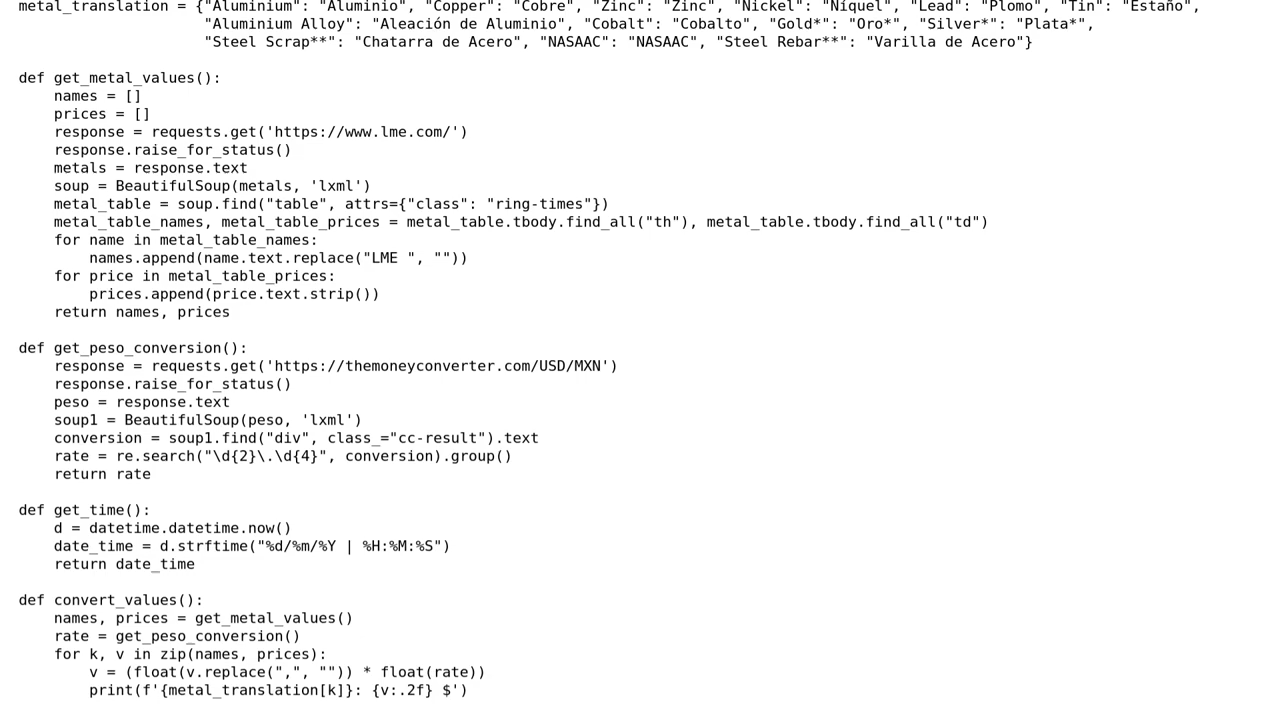 metal_translation = {"Aluminium": "Aluminio", "Copper": "Cobre", "Zinc": "Zinc", "Nickel": "Níquel", "Lead": "Plomo", "Tin": "Estaño",
                     "Aluminium Alloy": "Aleación de Aluminio", "Cobalt": "Cobalto", "Gold*": "Oro*", "Silver*": "Plata*",
                     "Steel Scrap**": "Chatarra de Acero", "NASAAC": "NASAAC", "Steel Rebar**": "Varilla de Acero"}

def get_metal_values():
    names = []
    prices = []
    response = requests.get('https://www.lme.com/')
    response.raise_for_status()
    metals = response.text
    soup = BeautifulSoup(metals, 'lxml')
    metal_table = soup.find("table", attrs={"class": "ring-times"})
    metal_table_names, metal_table_prices = metal_table.tbody.find_all("th"), metal_table.tbody.find_all("td")
    for name in metal_table_names:
        names.append(name.text.replace("LME ", ""))
    for price in metal_table_prices:
        prices.append(price.text.strip())
    return names, prices

def get_peso_conversion():
    response = requests.get('https://themoneyconverter.com/USD/MXN')
    response.raise_for_status()
    peso = response.text
    soup1 = BeautifulSoup(peso, 'lxml')
    conversion = soup1.find("div", class_="cc-result").text
    rate = re.search("\d{2}\.\d{4}", conversion).group()
    return rate

def get_time():
    d = datetime.datetime.now()
    date_time = d.strftime("%d/%m/%Y | %H:%M:%S")
    return date_time

def convert_values():
    names, prices = get_metal_values()
    rate = get_peso_conversion()
    for k, v in zip(names, prices):
        v = (float(v.replace(",", "")) * float(rate))
        print(f'{metal_translation[k]}: {v:.2f} $')